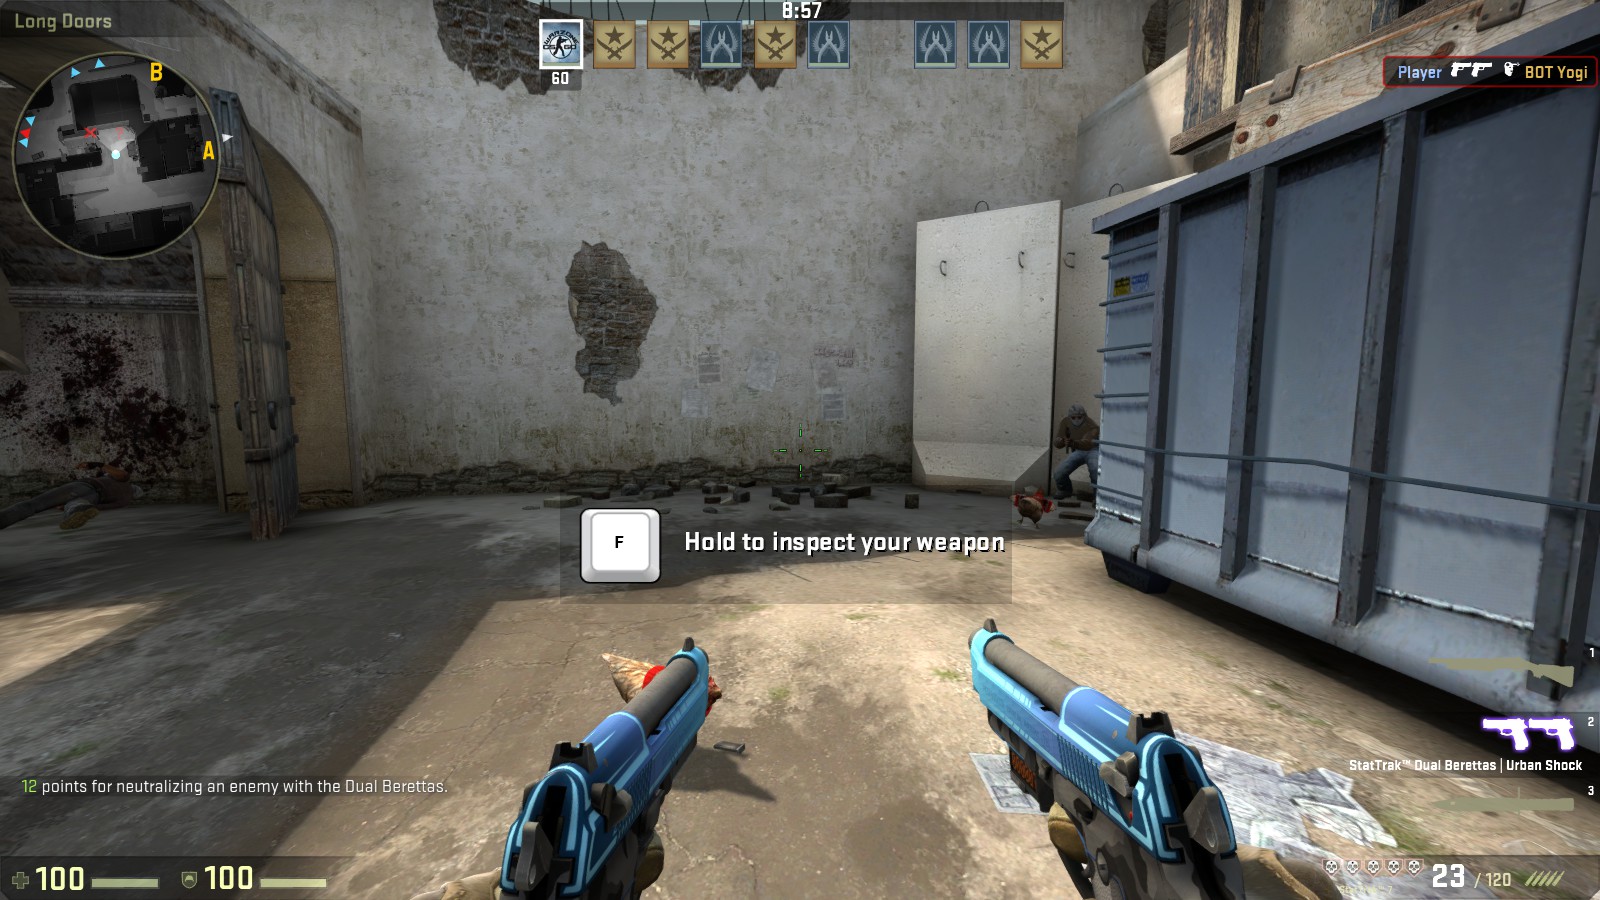 Long Doors
8:57
60
B
A
Player BOT Yogi
F Hold to inspect your weapon
1
2
StatTrak™ Dual Berettas | Urban Shock
3
12 points for neutralizing an enemy with the Dual Berettas.
100
100
23 / 120